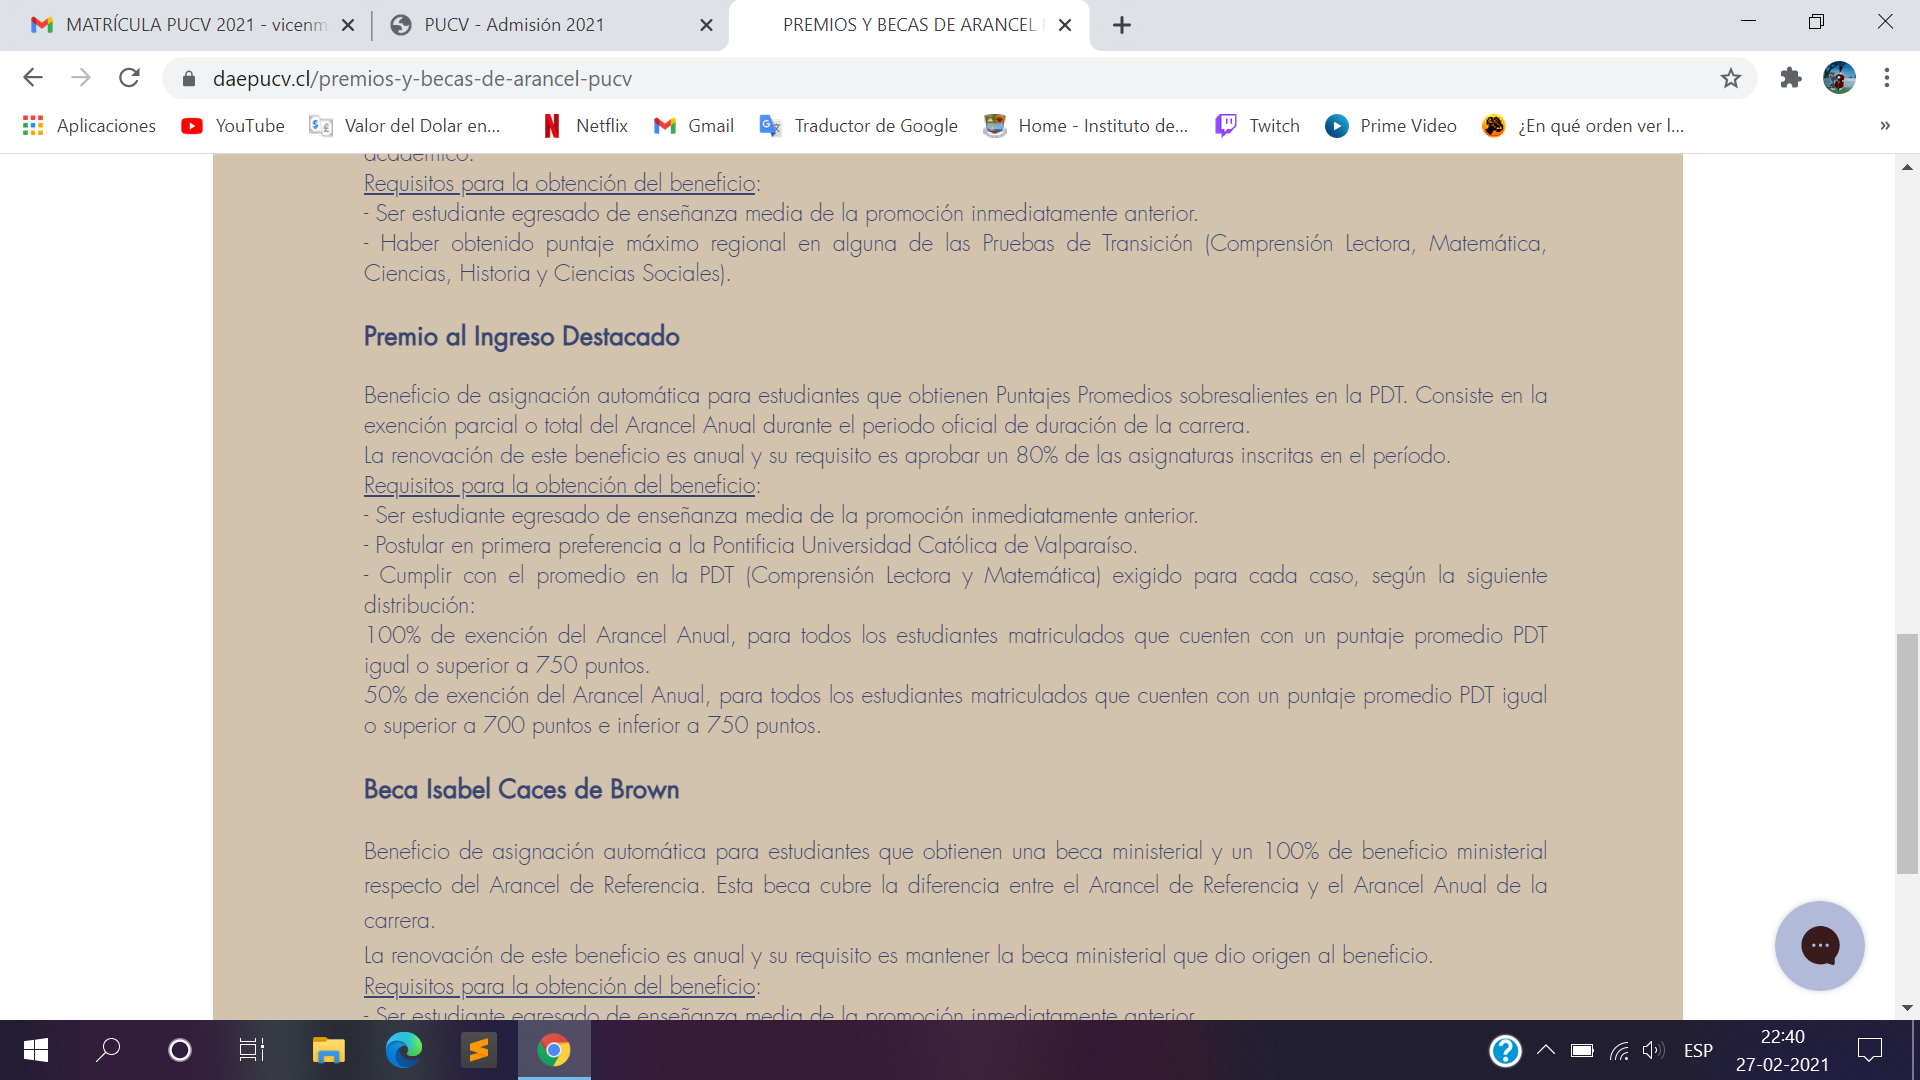 MATRÍCULA PUCV 2021 - vicenm
PUCV - Admisión 2021
PREMIOS Y BECAS DE ARANCEL
daepucv.cl/premios-y-becas-de-arancel-pucv
Aplicaciones
YouTube
Valor del Dolar en...
Netflix
Gmail
Traductor de Google
Home - Instituto de...
Twitch
Prime Video
¿En qué orden ver l...
»
académico.
Requisitos para la obtención del beneficio:
- Ser estudiante egresado de enseñanza media de la promoción inmediatamente anterior.
- Haber obtenido puntaje máximo regional en alguna de las Pruebas de Transición (Comprensión Lectora, Matemática,
Ciencias, Historia y Ciencias Sociales).
Premio al Ingreso Destacado
Beneficio de asignación automática para estudiantes que obtienen Puntajes Promedios sobresalientes en la PDT. Consiste en la
exención parcial o total del Arancel Anual durante el periodo oficial de duración de la carrera.
La renovación de este beneficio es anual y su requisito es aprobar un 80% de las asignaturas inscritas en el período.
Requisitos para la obtención del beneficio:
- Ser estudiante egresado de enseñanza media de la promoción inmediatamente anterior.
- Postular en primera preferencia a la Pontificia Universidad Católica de Valparaíso.
- Cumplir con el promedio en la PDT (Comprensión Lectora y Matemática) exigido para cada caso, según la siguiente
distribución:
100% de exención del Arancel Anual, para todos los estudiantes matriculados que cuenten con un puntaje promedio PDT
igual o superior a 750 puntos.
50% de exención del Arancel Anual, para todos los estudiantes matriculados que cuenten con un puntaje promedio PDT igual
o superior a 700 puntos e inferior a 750 puntos.
Beca Isabel Caces de Brown
Beneficio de asignación automática para estudiantes que obtienen una beca ministerial y un 100% de beneficio ministerial
respecto del Arancel de Referencia. Esta beca cubre la diferencia entre el Arancel de Referencia y el Arancel Anual de la
carrera.
La renovación de este beneficio es anual y su requisito es mantener la beca ministerial que dio origen al beneficio.
Requisitos para la obtención del beneficio:
- Ser estudiante egresado de enseñanza media de la promoción inmediatamente anterior.
ESP
22:40
27-02-2021